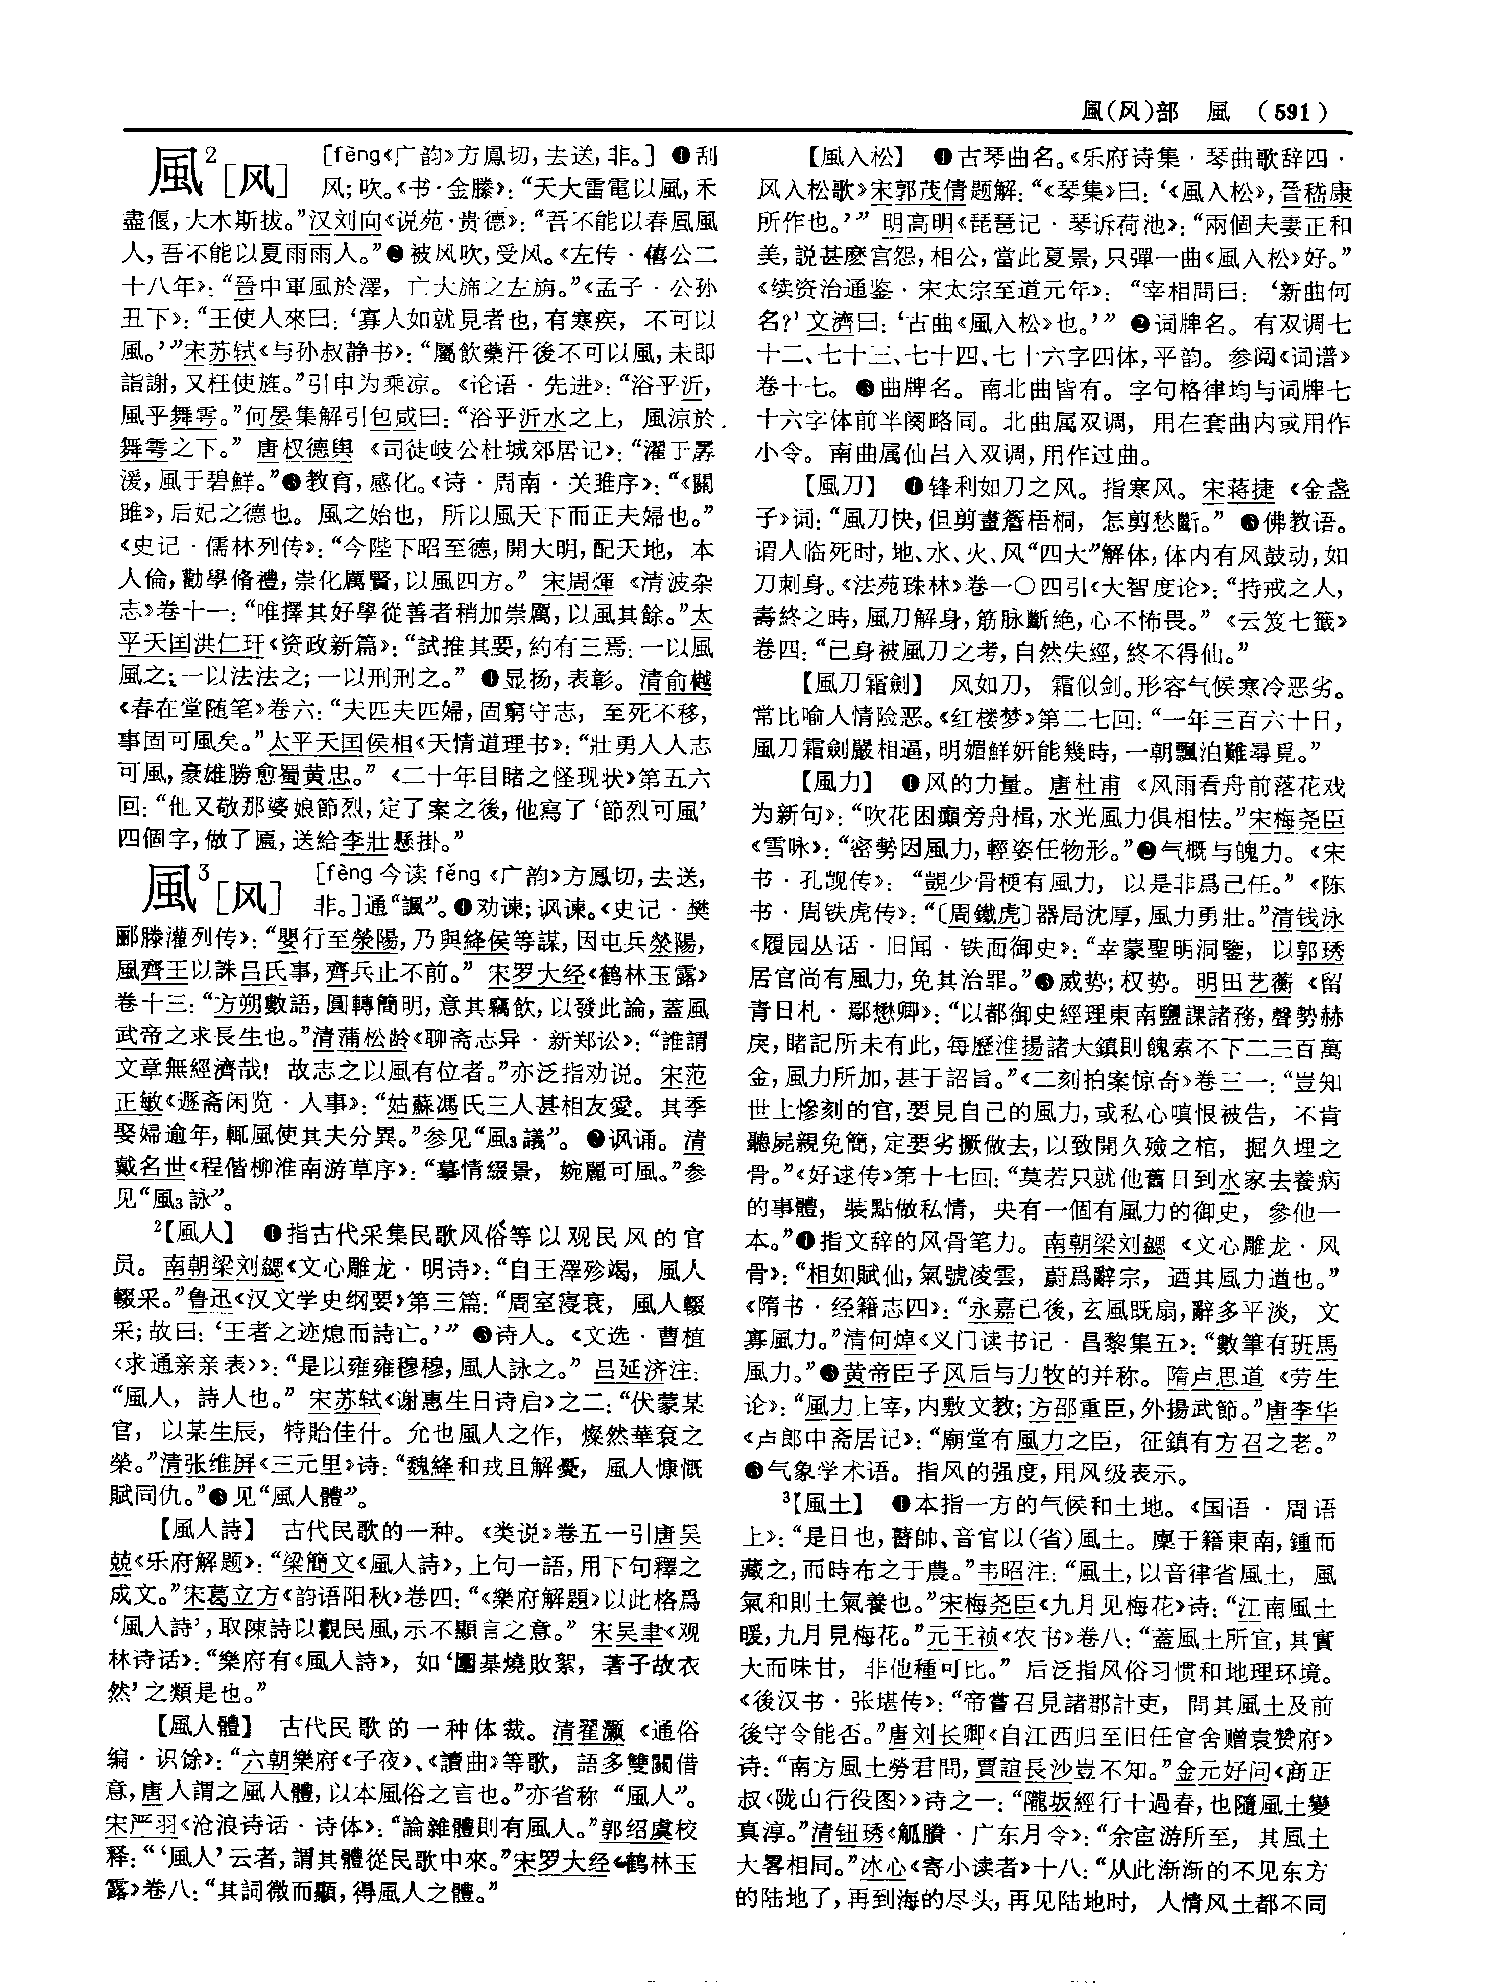 風(风)部 風 (591)
風²[风] [fèng《广韵》方鳳切,去送,非。] ❶刮
风;吹。《书·金滕》:“天大雷電以風,禾
盡偃,大木斯拔。”汉刘向《说苑·贵德》:“吾不能以春風風
人,吾不能以夏雨雨人。”❷被风吹,受风。《左传·僖公二
十八年》:“晉中軍風於澤,亡大旆之左旃。”《孟子·公孙
丑下》:“王使人來曰:‘寡人如就見者也,有寒疾,不可以
風。’”宋苏轼《与孙叔静书》:“屬飲藥汗後不可以風,未即
詣謝,又枉使旌。”引申为乘凉。《论语·先进》:“浴乎沂,
風乎舞雩。”何晏集解引包咸曰:“浴乎沂水之上,風涼於
舞雩之下。”唐权德舆《司徒岐公杜城郊居记》:“濯于潺
湲,風于碧鮮。”❸教育,感化。《诗·周南·关雎序》:“《關
雎》,后妃之德也。風之始也,所以風天下而正夫婦也。”
《史记·儒林列传》:“今陛下昭至德,開大明,配天地,本
人倫,勸學脩禮,崇化厲賢,以風四方。”宋周煇《清波杂
志》卷十一:“唯擇其好學從善者稍加崇厲,以風其餘。”太
平天国洪仁玕《资政新篇》:“試推其要,約有三焉:一以風
風之;一以法法之;一以刑刑之。”❹显扬,表彰。清俞樾
《春在堂随笔》卷六:“夫匹夫匹婦,固窮守志,至死不移,
事固可風矣。”太平天国侯相《天情道理书》:“壯勇人人志
可風,豪雄勝愈蜀黄忠。”《二十年目睹之怪现状》第五六
回:“他又敬那婆娘節烈,定了案之後,他寫了‘節烈可風’
四個字,做了匾,送給李壯懸掛。”
風³[风] [fèng 今读 fěng《广韵》方鳳切,去送,
非。]通“諷”。❶劝谏;讽谏。《史记·樊
郦滕灌列传》:“嬰行至滎陽,乃與絳侯等謀,因屯兵滎陽,
風齊王以誅吕氏事,齊兵止不前。”宋罗大经《鹤林玉露》
卷十三:“方朔數語,圓轉簡明,意其竊飲,以發此論,蓋風
武帝之求長生也。”清蒲松龄《聊斋志异·新郑讼》:“誰謂
文章無經濟哉!故志之以風有位者。”亦泛指劝说。宋范
正敏《遯斋闲览·人事》:“姑蘇馮氏三人甚相友愛。其季
娶婦逾年,輒風使其夫分異。”参见“風₃議”。❷讽诵。清
戴名世《程偕柳淮南游草序》:“摹情綴景,婉麗可風。”参
见“風₃詠”。
²【風人】 ❶指古代采集民歌风俗等以观民风的官
员。南朝梁刘勰《文心雕龙·明诗》:“自王澤殄竭,風人
輟采。”鲁迅《汉文学史纲要》第三篇:“周室寖衰,風人輟
采;故曰:‘王者之迹熄而詩亡。’”❷诗人。《文选·曹植
〈求通亲亲表〉》:“是以雍雍穆穆,風人詠之。”吕延济注:
“風人,詩人也。”宋苏轼《谢惠生日诗启》之二:“伏蒙某
官,以某生辰,特貽佳什。允也風人之作,燦然華衮之
榮。”清张维屏《三元里》诗:“魏絳和戎且解憂,風人慷慨
賦同仇。”❸见“風人體”。
【風人詩】 古代民歌的一种。《类说》卷五一引唐吴
兢《乐府解题》:“梁簡文《風人詩》,上句一語,用下句釋之
成文。”宋葛立方《韵语阳秋》卷四:“《樂府解題》以此格爲
‘風人詩’,取陳詩以觀民風,示不顯言之意。”宋吴聿《观
林诗话》:“樂府有《風人詩》,如‘圍棊燒敗絮,著子故衣
然’之類是也。”
【風人體】 古代民歌的一种体裁。清翟灏《通俗
编·识馀》:“六朝樂府《子夜》、《讀曲》等歌,語多雙關借
意,唐人謂之風人體,以本風俗之言也。”亦省称“風人”。
宋严羽《沧浪诗话·诗体》:“論雜體則有風人。”郭绍虞校
释:“‘風人’云者,謂其體從民歌中來。”宋罗大经《鹤林玉
露》卷八:“其詞微而顯,得風人之體。”
【風入松】 ❶古琴曲名。《乐府诗集·琴曲歌辞四·
风入松歌》宋郭茂倩题解:“《琴集》曰:‘《風入松》,晉嵇康
所作也。’”明高明《琵琶记·琴诉荷池》:“兩個夫妻正和
美,説甚麽宫怨,相公,當此夏景,只彈一曲《風入松》好。”
《续资治通鉴·宋太宗至道元年》:“宰相問曰:‘新曲何
名?’文濟曰:‘古曲《風入松》也。’”❷词牌名。有双调七
十二、七十三、七十四、七十六字四体,平韵。参阅《词谱》
卷十七。❸曲牌名。南北曲皆有。字句格律均与词牌七
十六字体前半阕略同。北曲属双调,用在套曲内或用作
小令。南曲属仙吕入双调,用作过曲。
【風刀】 ❶锋利如刀之风。指寒风。宋蒋捷《金盏
子》词:“風刀快,但剪畫簷梧桐,怎剪愁斷。”❷佛教语。
谓人临死时,地、水、火、风“四大”解体,体内有风鼓动,如
刀刺身。《法苑珠林》卷一〇四引《大智度论》:“持戒之人,
壽終之時,風刀解身,筋脉斷絶,心不怖畏。”《云笈七籤》
卷四:“己身被風刀之考,自然失經,終不得仙。”
【風刀霜劍】 风如刀,霜似剑。形容气候寒冷恶劣。
常比喻人情险恶。《红楼梦》第二七回:“一年三百六十日,
風刀霜劍嚴相逼,明媚鮮妍能幾時,一朝飄泊難尋覓。”
【風力】 ❶风的力量。唐杜甫《风雨看舟前落花戏
为新句》:“吹花困癲旁舟楫,水光風力俱相怯。”宋梅尧臣
《雪咏》:“密勢因風力,輕姿任物形。”❷气概与魄力。《宋
书·孔觊传》:“覬少骨梗有風力,以是非爲己任。”《陈
书·周铁虎传》:“〔周鐵虎〕器局沈厚,風力勇壯。”清钱泳
《履园丛话·旧闻·铁面御史》:“幸蒙聖明洞鑒,以郭琇
居官尚有風力,免其治罪。”❸威势;权势。明田艺蘅《留
青日札·鄢懋卿》:“以都御史經理東南鹽課諸務,聲勢赫
戾,睹記所未有此,每歷淮揚諸大鎮則餽索不下二三百萬
金,風力所加,甚于詔旨。”《二刻拍案惊奇》卷三一:“豈知
世上慘刻的官,要見自己的風力,或私心嗔恨被告,不肯
聽屍親免簡,定要劣撅做去,以致開久殮之棺,掘久埋之
骨。”《好逑传》第十七回:“莫若只就他舊日到水家去養病
的事體,裝點做私情,央有一個有風力的御史,參他一
本。”❹指文辞的风骨笔力。南朝梁刘勰《文心雕龙·风
骨》:“相如賦仙,氣號凌雲,蔚爲辭宗,迺其風力遒也。”
《隋书·经籍志四》:“永嘉已後,玄風既扇,辭多平淡,文
寡風力。”清何焯《义门读书记·昌黎集五》:“數筆有班馬
風力。”❺黄帝臣子风后与力牧的并称。隋卢思道《劳生
论》:“風力上宰,内敷文教;方邵重臣,外揚武節。”唐李华
《卢郎中斋居记》:“廟堂有風力之臣,征鎮有方召之老。”
❻气象学术语。指风的强度,用风级表示。
³【風土】 ❶本指一方的气候和土地。《国语·周语
上》:“是日也,瞽帥、音官以(省)風土。廪于籍東南,鍾而
藏之,而時布之于農。”韦昭注:“風土,以音律省風土,風
氣和則土氣養也。”宋梅尧臣《九月见梅花》诗:“江南風土
暖,九月見梅花。”元王祯《农书》卷八:“蓋風土所宜,其實
大而味甘,非他種可比。”后泛指风俗习惯和地理环境。
《後汉书·张堪传》:“帝嘗召見諸郡計吏,問其風土及前
後守令能否。”唐刘长卿《自江西归至旧任官舍赠袁赞府》
诗:“南方風土勞君問,賈誼長沙豈不知。”金元好问《商正
叔〈陇山行役图〉》诗之一:“隴坂經行十過春,也隨風土變
真淳。”清钮琇《觚賸·广东月令》:“余宦游所至,其風土
大畧相同。”冰心《寄小读者》十八:“从此渐渐的不见东方
的陆地了,再到海的尽头,再见陆地时,人情风土都不同